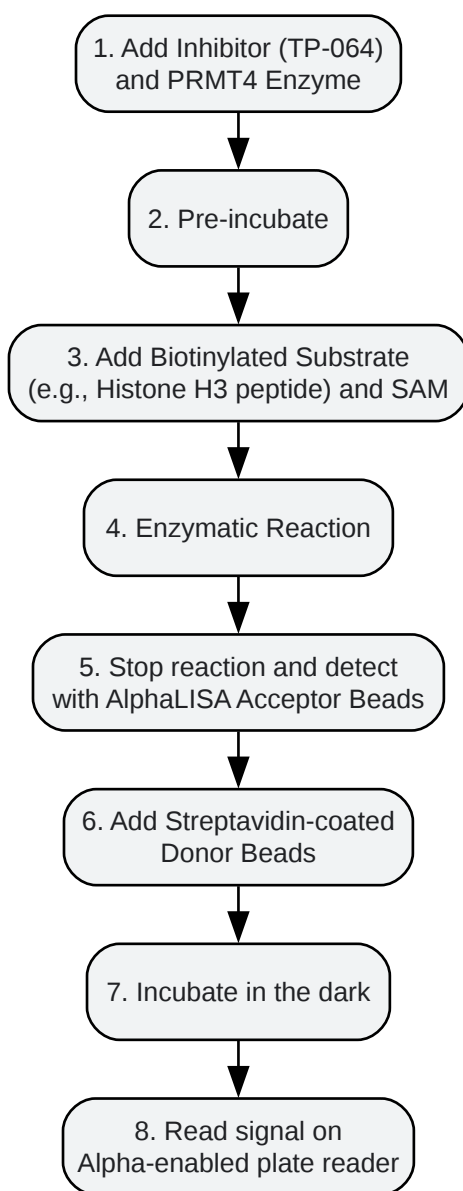 1. Add Inhibitor (TP-064)
and PRMT4 Enzyme
2. Pre-incubate
3. Add Biotinylated Substrate
(e.g., Histone H3 peptide) and SAM
4. Enzymatic Reaction
5. Stop reaction and detect
with AlphaLISA Acceptor Beads
6. Add Streptavidin-coated
Donor Beads
7. Incubate in the dark
8. Read signal on
Alpha-enabled plate reader